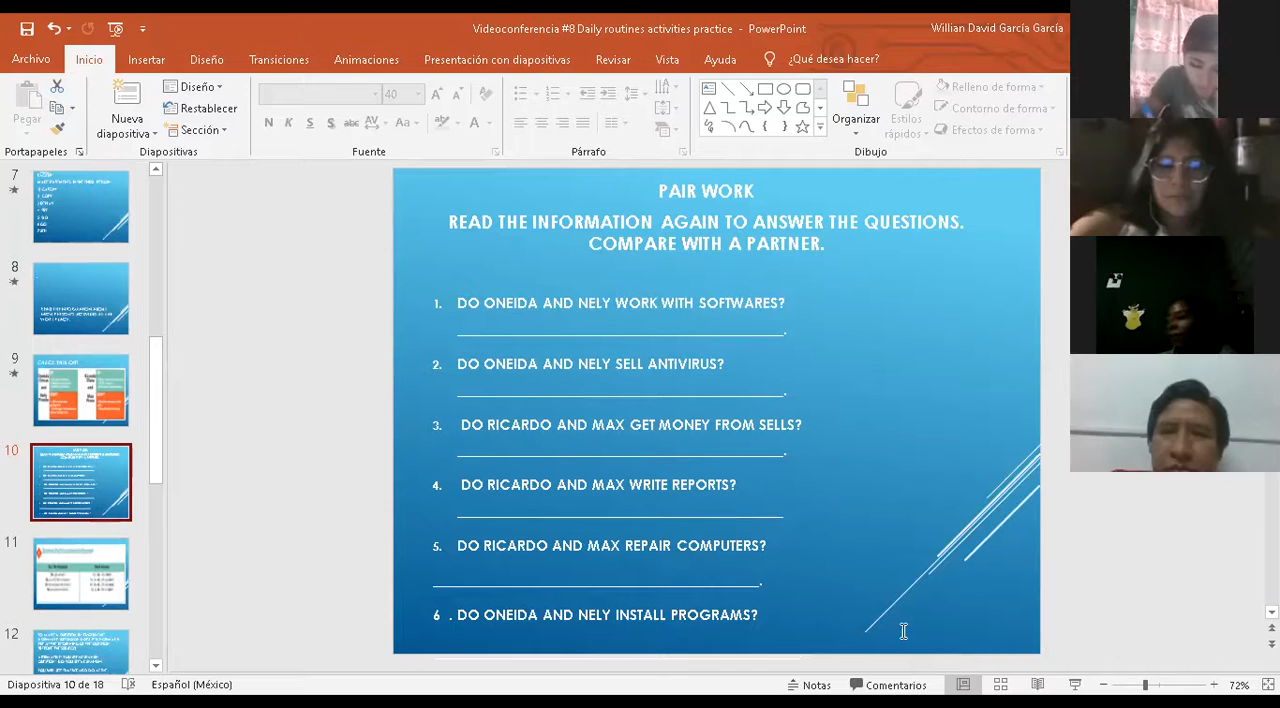 Videoconferencia #8 Daily routines activities practice - PowerPoint
Willian David García García
Archivo Inicio Insertar Diseño Transiciones Animaciones Presentación con diapositivas Revisar Vista Ayuda ¿Qué desea hacer?
Pegar
Nueva diapositiva
Diseño
Restablecer
Sección
40
N K S S abc AV Aa A
Organizar
Estilos rápidos
Relleno de forma
Contorno de forma
Efectos de forma
Portapapeles Diapositivas Fuente Párrafo Dibujo
7
8
9
CHECK THIS OUT!
10
11
12
PAIR WORK
READ THE INFORMATION AGAIN TO ANSWER THE QUESTIONS.
COMPARE WITH A PARTNER.
1. DO ONEIDA AND NELY WORK WITH SOFTWARES?
2. DO ONEIDA AND NELY SELL ANTIVIRUS?
3. DO RICARDO AND MAX GET MONEY FROM SELLS?
4. DO RICARDO AND MAX WRITE REPORTS?
5. DO RICARDO AND MAX REPAIR COMPUTERS?
6 . DO ONEIDA AND NELY INSTALL PROGRAMS?
Diapositiva 10 de 18 Español (México) Notas Comentarios 72%